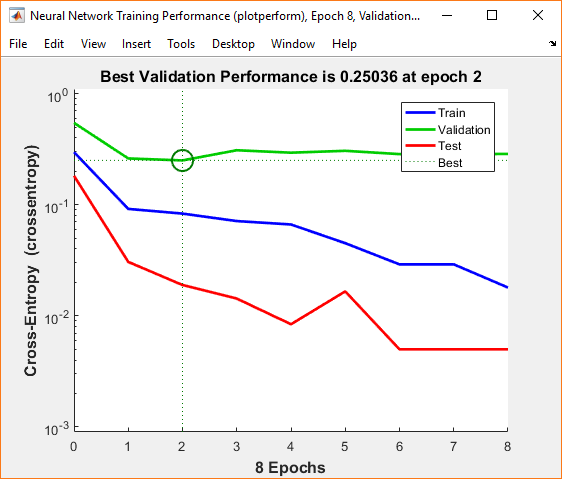 Neural Network Training Performance (plotperform), Epoch 8, Validation...
File Edit View Insert Tools Desktop Window Help
Best Validation Performance is 0.25036 at epoch 2
Cross-Entropy (crossentropy)
10^0
10^-1
10^-2
10^-3
Train
Validation
Test
Best
0 1 2 3 4 5 6 7 8
8 Epochs